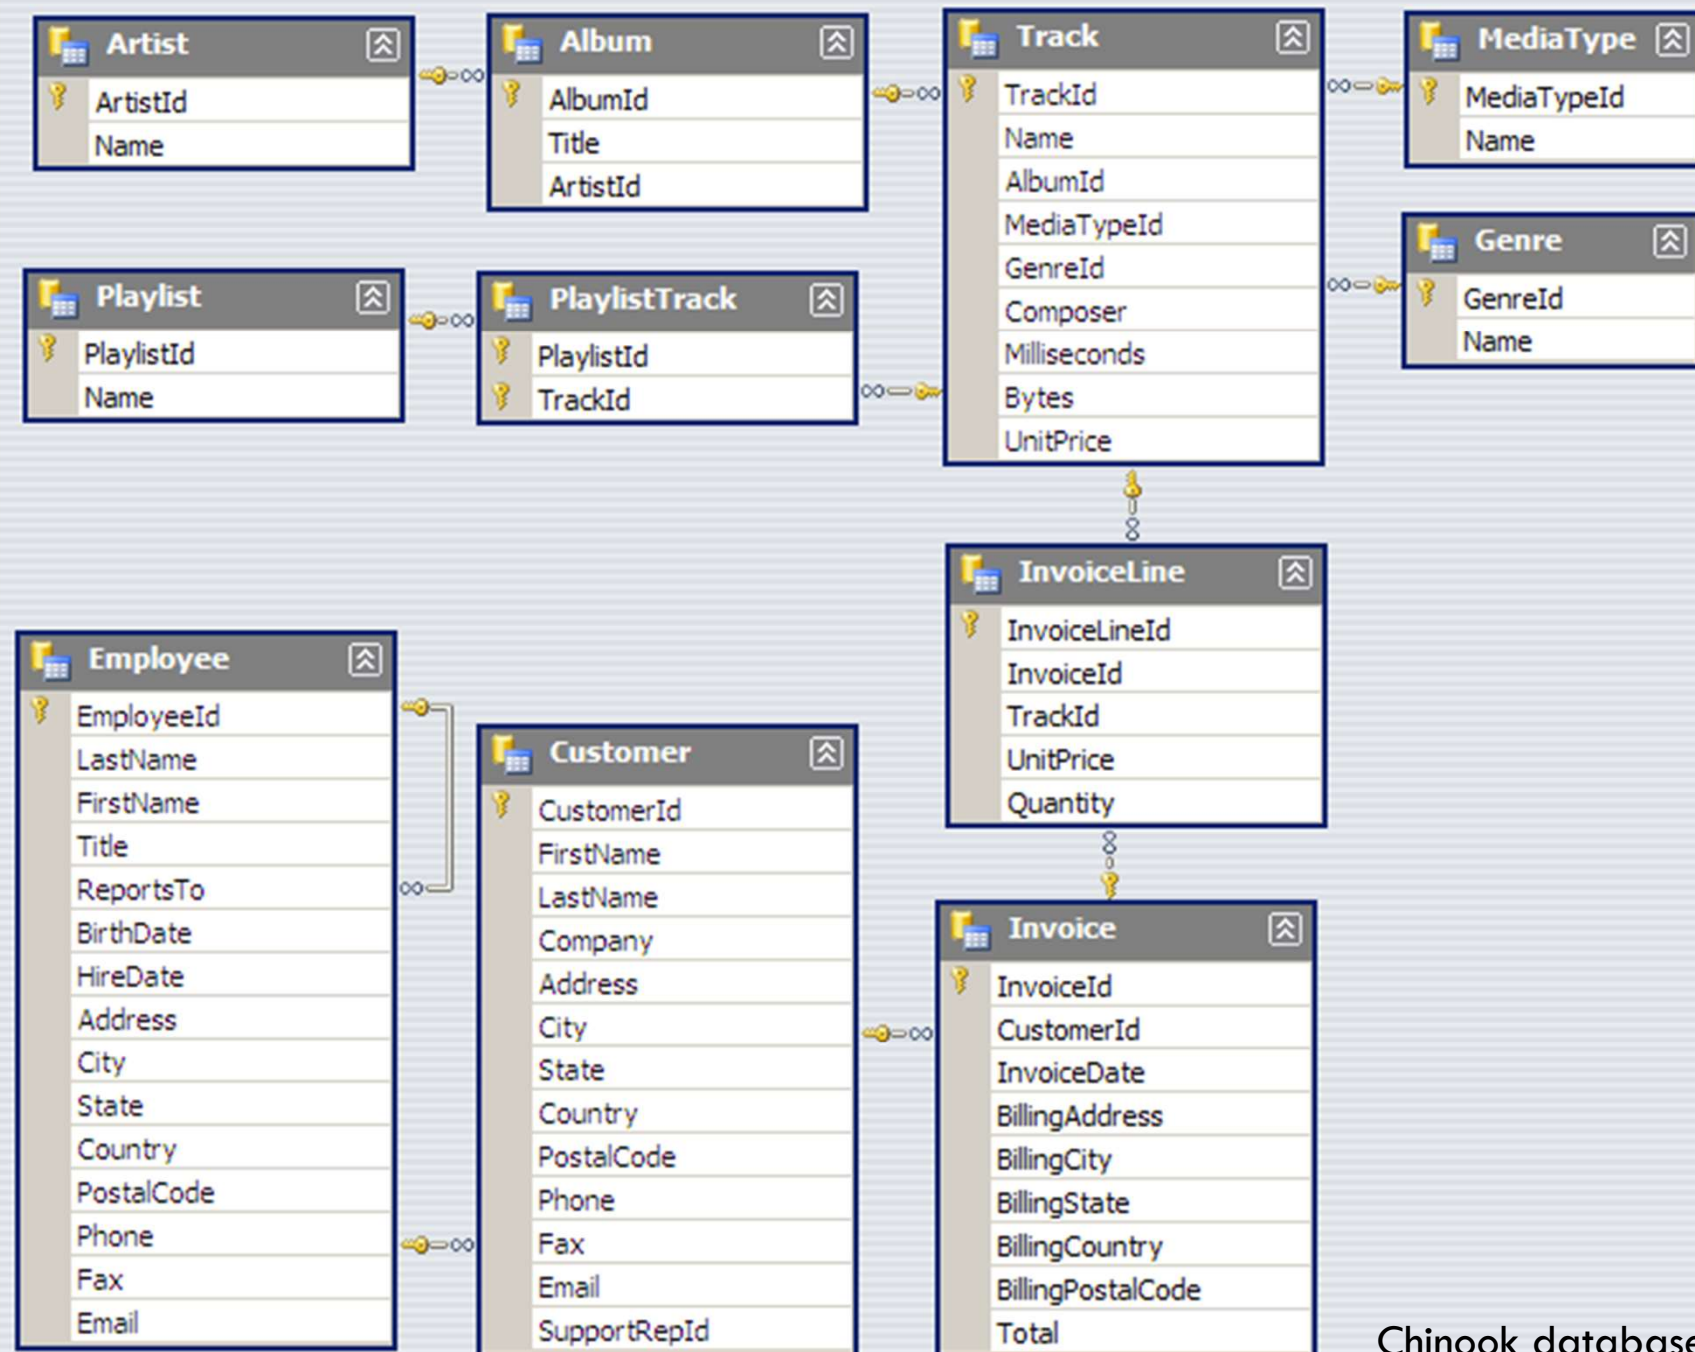 Artist
ArtistId
Name
Album
AlbumId
Title
ArtistId
Track
TrackId
Name
AlbumId
MediaTypeId
GenreId
Composer
Milliseconds
Bytes
UnitPrice
MediaType
MediaTypeId
Name
Genre
GenreId
Name
Playlist
PlaylistId
Name
PlaylistTrack
PlaylistId
TrackId
InvoiceLine
InvoiceLineId
InvoiceId
TrackId
UnitPrice
Quantity
Employee
EmployeeId
LastName
FirstName
Title
ReportsTo
BirthDate
HireDate
Address
City
State
Country
PostalCode
Phone
Fax
Email
Customer
CustomerId
FirstName
LastName
Company
Address
City
State
Country
PostalCode
Phone
Fax
Email
SupportRepId
Invoice
InvoiceId
CustomerId
InvoiceDate
BillingAddress
BillingCity
BillingState
BillingCountry
BillingPostalCode
Total
Chinook database